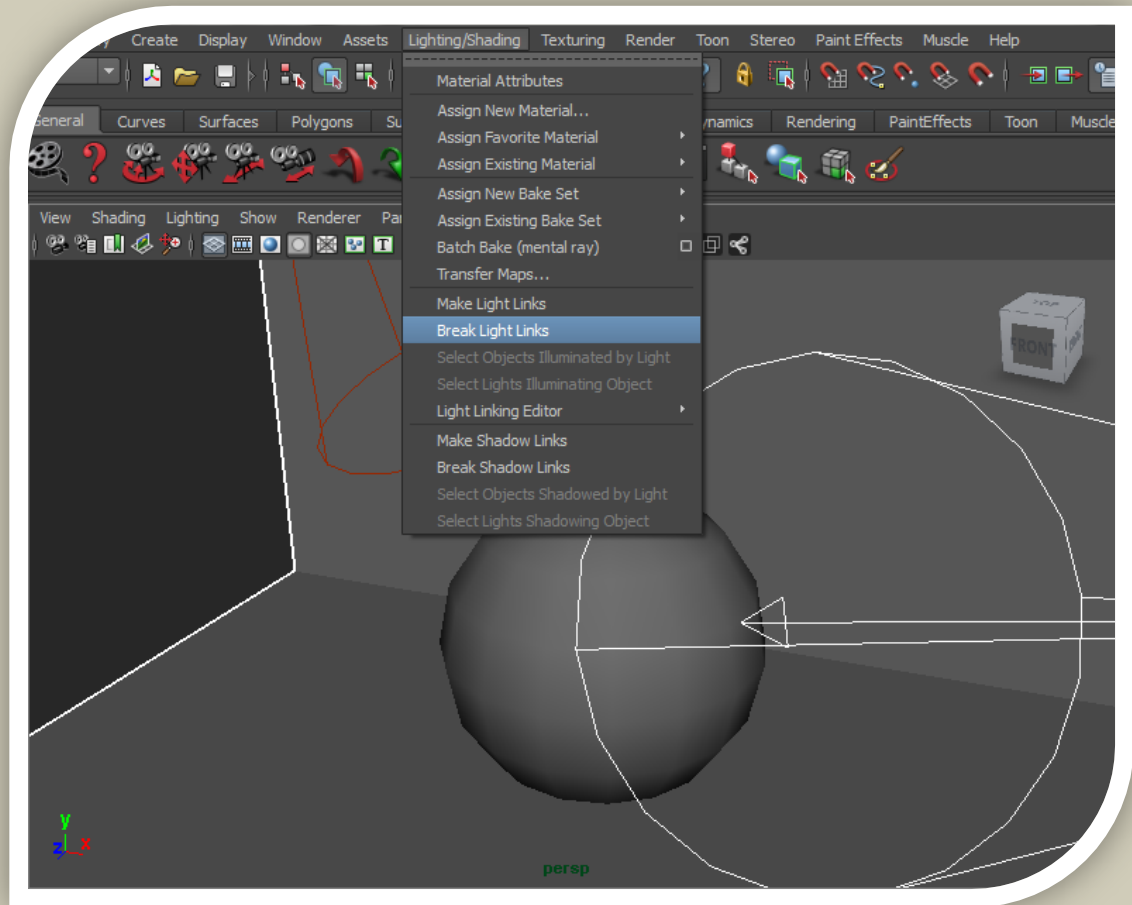 Create Display Window Assets Lighting/Shading Texturing Render Toon Stereo Paint Effects Muscle Help
General Curves Surfaces Polygons Rendering PaintEffects Toon Muscle
View Shading Lighting Show Renderer
Material Attributes
Assign New Material...
Assign Favorite Material
Assign Existing Material
Assign New Bake Set
Assign Existing Bake Set
Batch Bake (mental ray)
Transfer Maps...
Make Light Links
Break Light Links
Select Objects Illuminated by Light
Select Lights Illuminating Object
Light Linking Editor
Make Shadow Links
Break Shadow Links
Select Objects Shadowed by Light
Select Lights Shadowing Object
TOP
FRONT
y
z x
persp